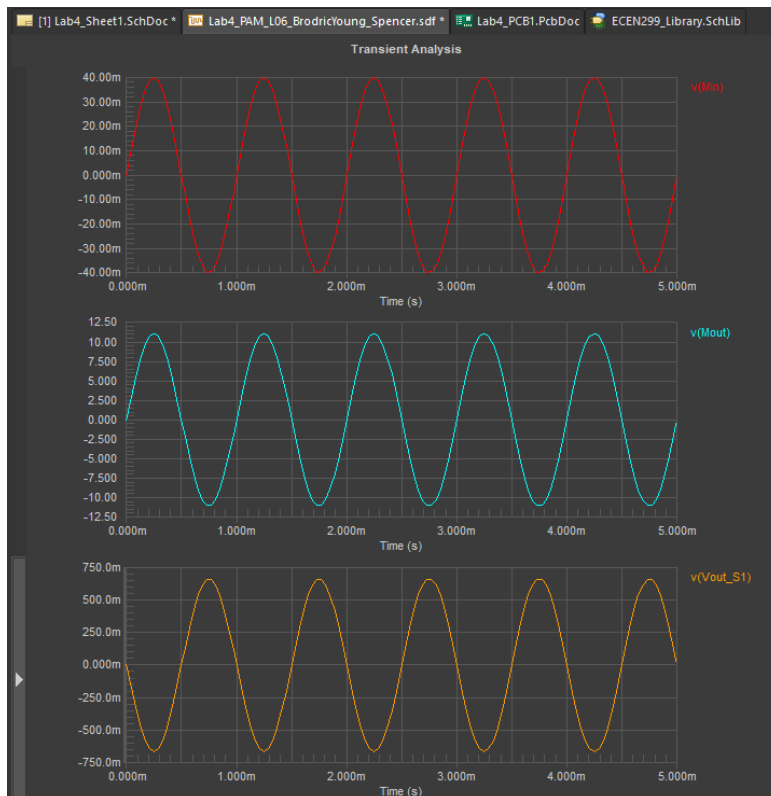 [1] Lab4_Sheet1.SchDoc * Lab4_PAM_L06_BrodricYoung_Spencer.sdf * Lab4_PCB1.PcbDoc ECEN299_Library.SchLib
Transient Analysis
40.00m
v(Min)
30.00m
20.00m
10.00m
0.000m
-10.00m
-20.00m
-30.00m
-40.00m
0.000m 1.000m 2.000m 3.000m 4.000m 5.000m
Time (s)
12.50
v(Mout)
10.00
7.500
5.000
2.500
0.000
-2.500
-5.000
-7.500
-10.00
-12.50
0.000m 1.000m 2.000m 3.000m 4.000m 5.000m
Time (s)
750.0m
v(Vout_S1)
500.0m
250.0m
0.000m
-250.0m
-500.0m
-750.0m
0.000m 1.000m 2.000m 3.000m 4.000m 5.000m
Time (s)